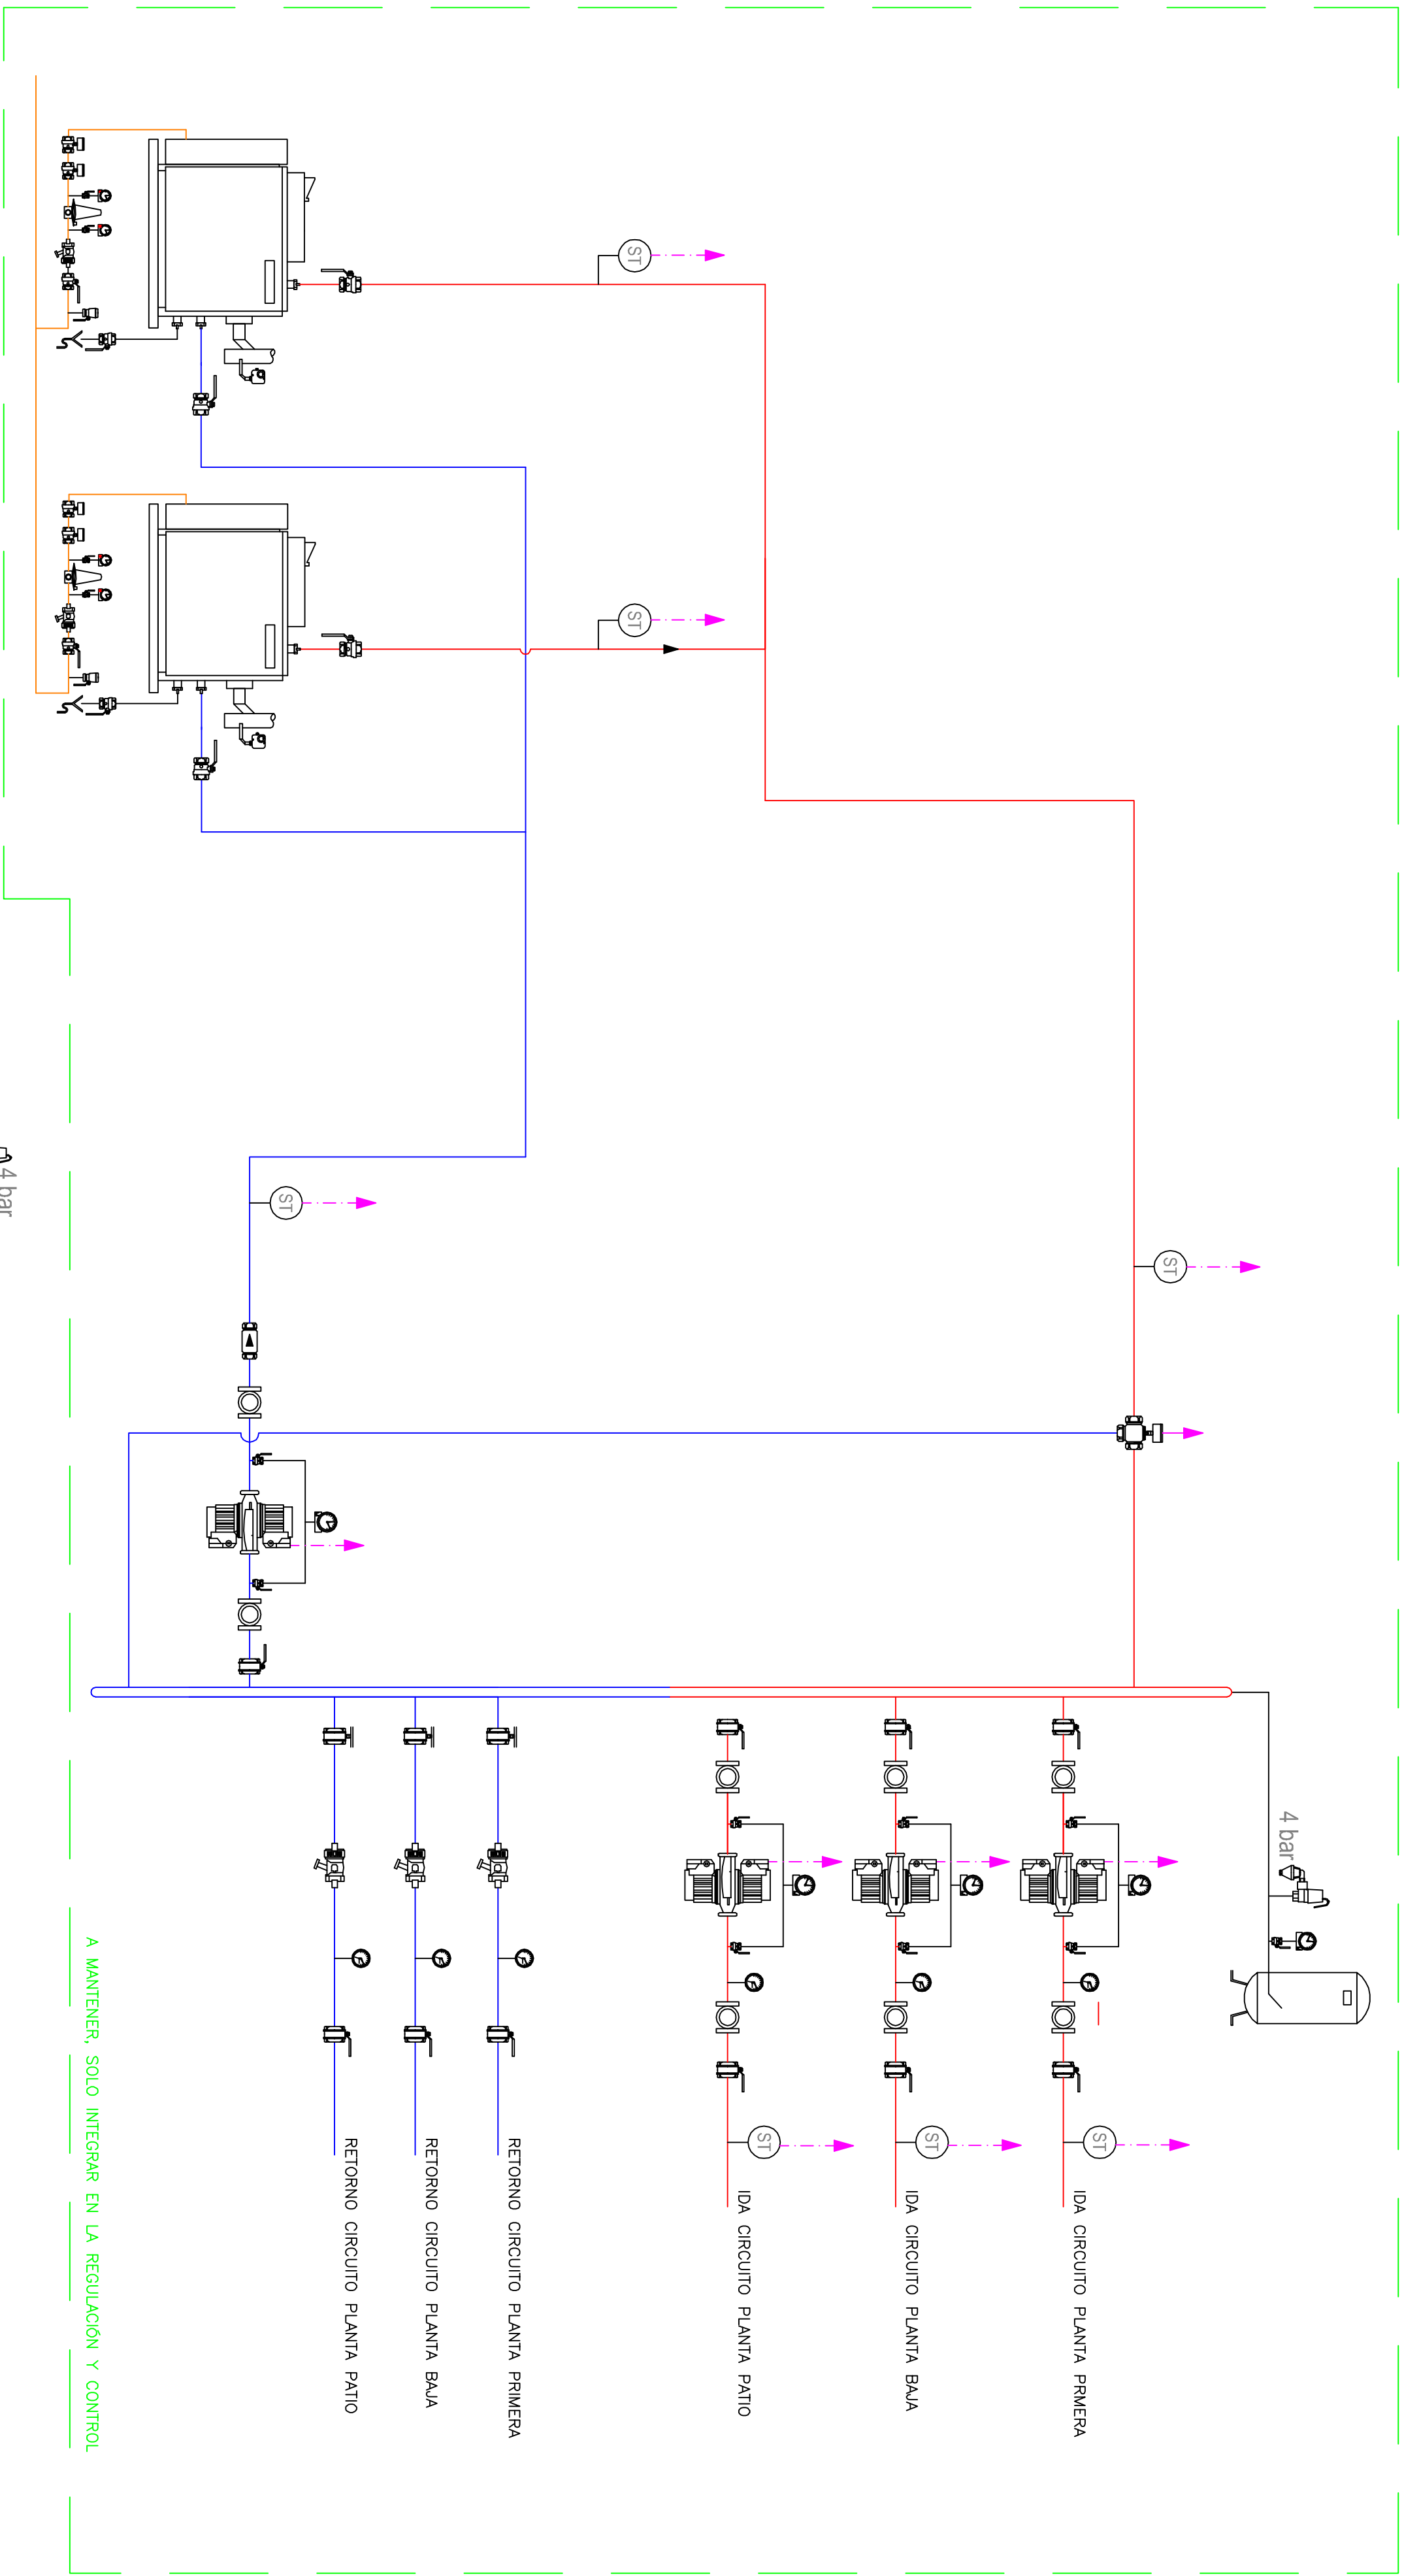 ST
ST
ST
ST
4 bar
4 bar
ST
ST
ST
IDA CIRCUITO PLANTA PRMERA
IDA CIRCUITO PLANTA BAJA
IDA CIRCUITO PLANTA PATIO
RETORNO CIRCUITO PLANTA PRIMERA
RETORNO CIRCUITO PLANTA BAJA
RETORNO CIRCUITO PLANTA PATIO
A MANTENER, SOLO INTEGRAR EN LA REGULACIÓN Y CONTROL